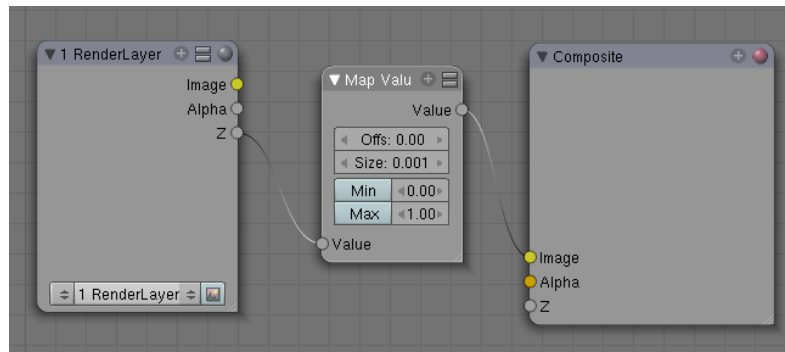 1 RenderLayer
Image
Alpha
Z
1 RenderLayer
Map Valu
Value
Offs: 0.00
Size: 0.001
Min 0.00
Max 1.00
Value
Composite
Image
Alpha
Z